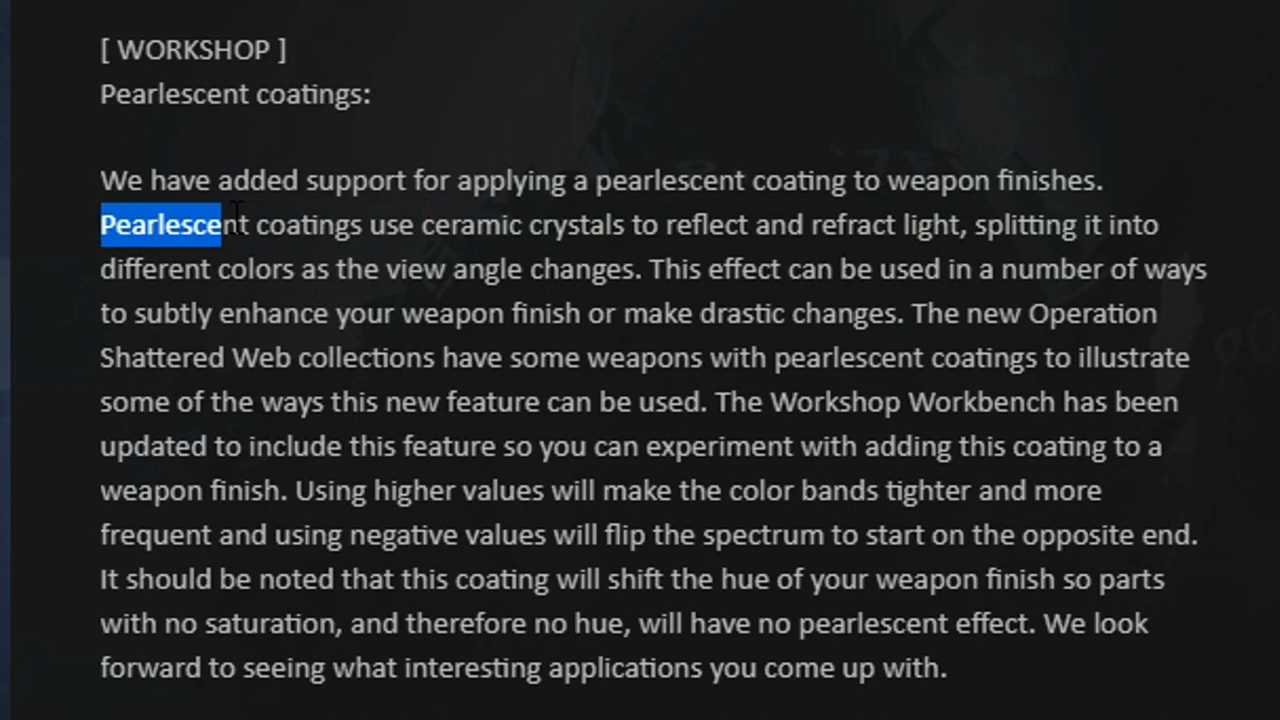 [ WORKSHOP ]
Pearlescent coatings:
We have added support for applying a pearlescent coating to weapon finishes.
Pearlescent coatings use ceramic crystals to reflect and refract light, splitting it into
different colors as the view angle changes. This effect can be used in a number of ways
to subtly enhance your weapon finish or make drastic changes. The new Operation
Shattered Web collections have some weapons with pearlescent coatings to illustrate
some of the ways this new feature can be used. The Workshop Workbench has been
updated to include this feature so you can experiment with adding this coating to a
weapon finish. Using higher values will make the color bands tighter and more
frequent and using negative values will flip the spectrum to start on the opposite end.
It should be noted that this coating will shift the hue of your weapon finish so parts
with no saturation, and therefore no hue, will have no pearlescent effect. We look
forward to seeing what interesting applications you come up with.